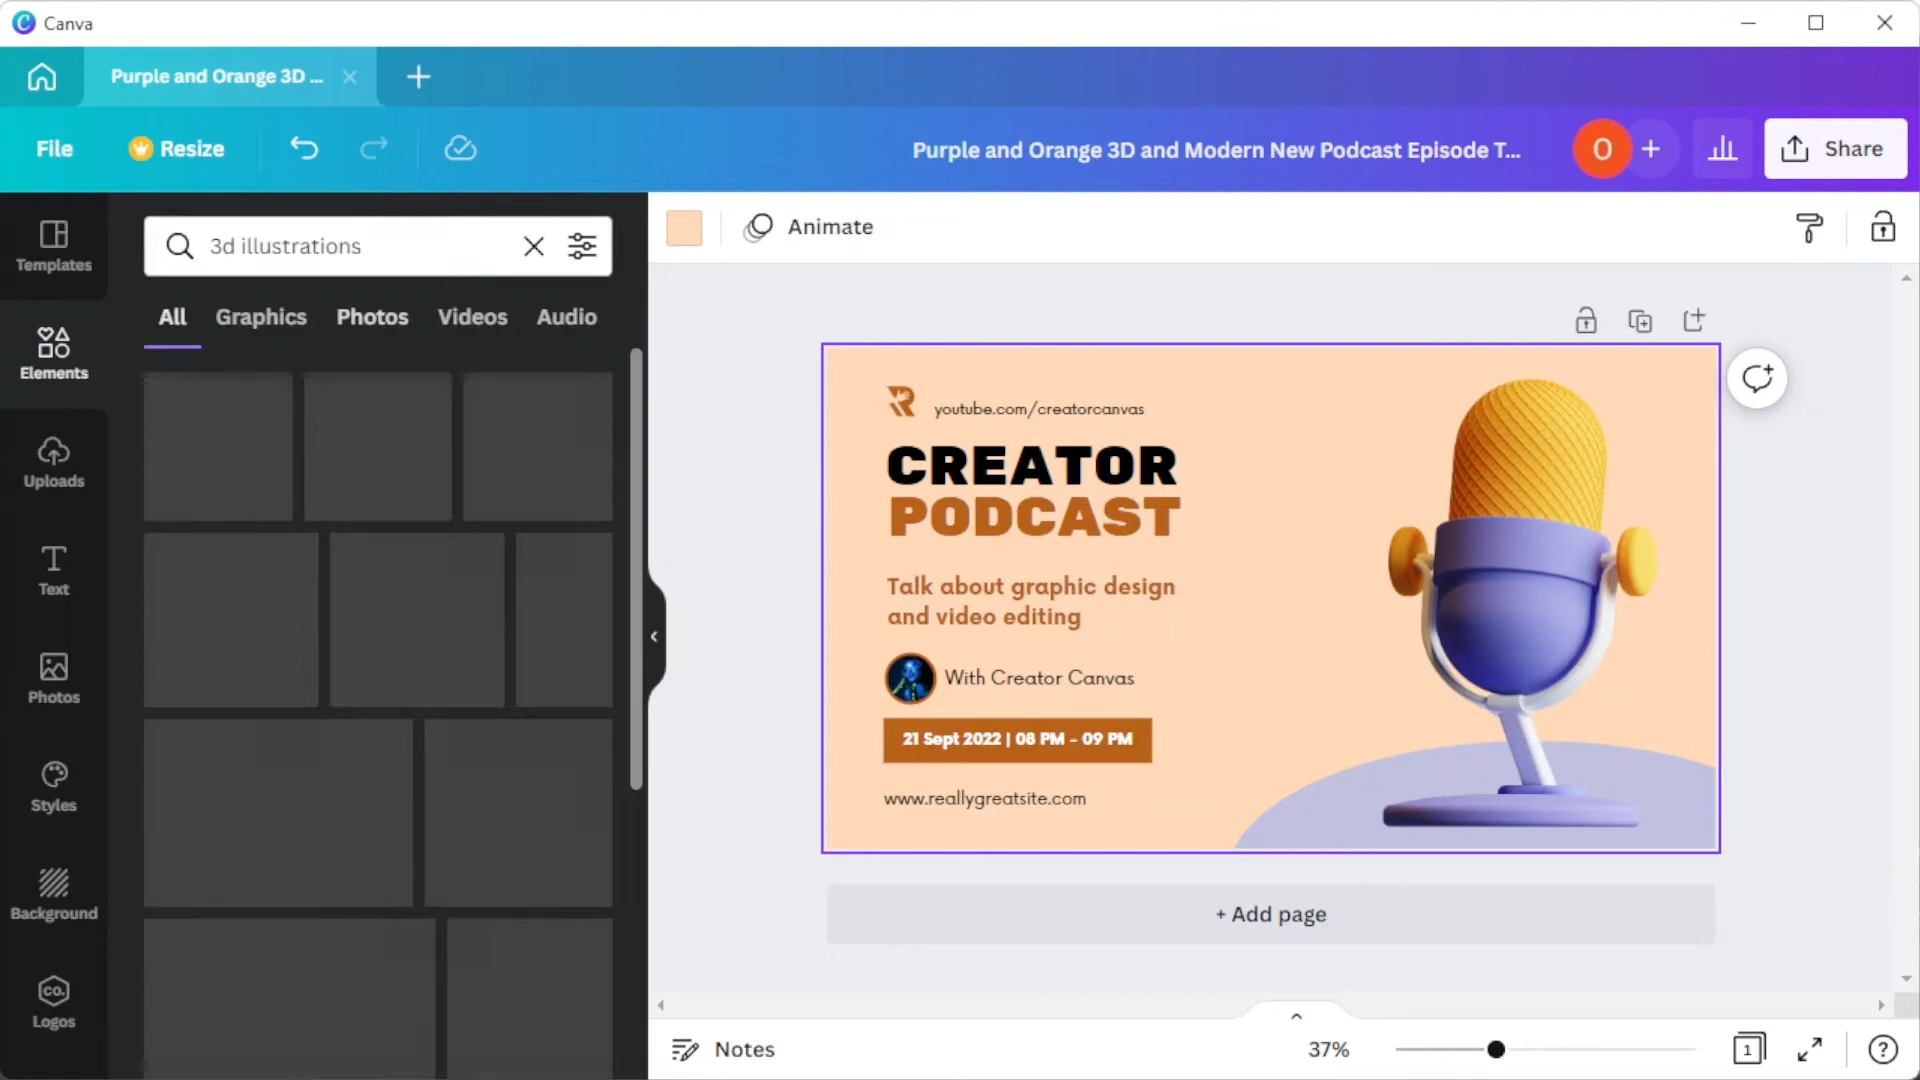 Canva
Purple and Orange 3D ...
File
Resize
Purple and Orange 3D and Modern New Podcast Episode T...
O
Share
Templates
Elements
Uploads
Text
Photos
Styles
Background
CO.
Logos
3d illustrations
All Graphics Photos Videos Audio
Animate
youtube.com/creatorcanvas
CREATOR
PODCAST
Talk about graphic design
and video editing
With Creator Canvas
21 Sept 2022 | 08 PM - 09 PM
www.reallygreatsite.com
+ Add page
Notes
37%
1